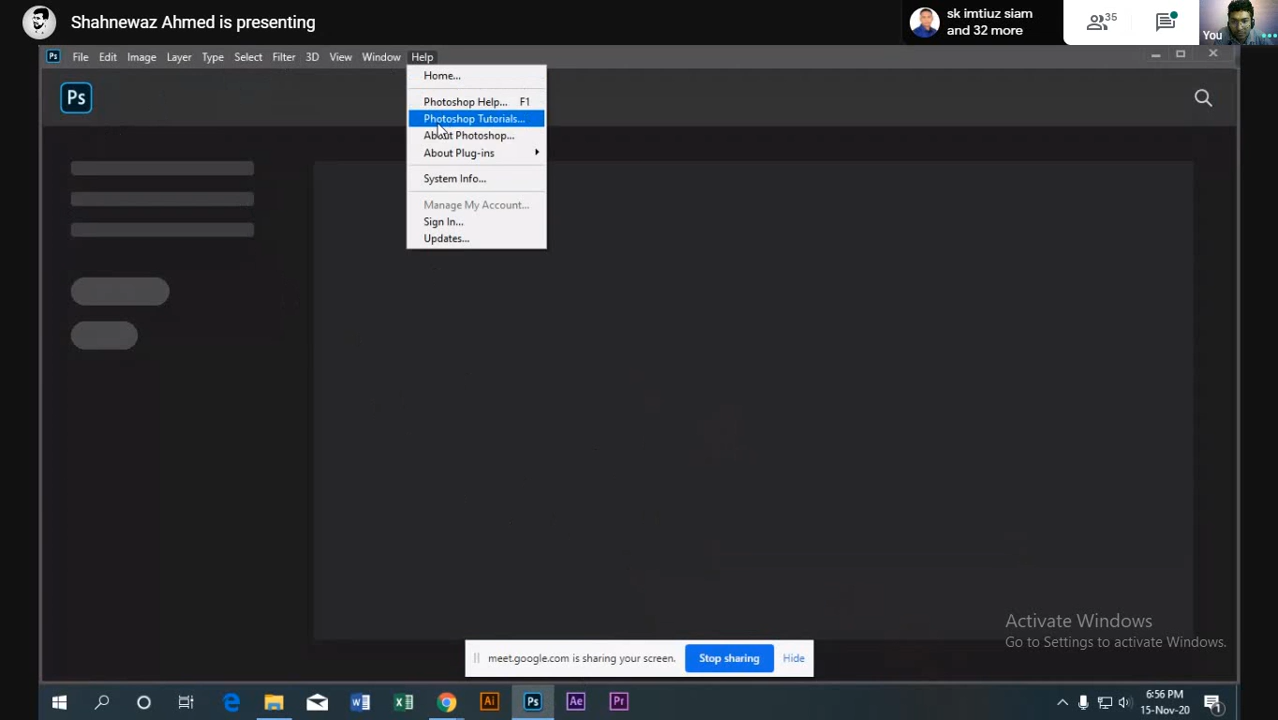 Shahnewaz Ahmed is presenting
sk imtiuz siam
and 32 more
35
You
Ps File Edit Image Layer Type Select Filter 3D View Window Help
Ps
Home...
Photoshop Help... F1
Photoshop Tutorials...
About Photoshop...
About Plug-ins
System Info...
Manage My Account...
Sign In...
Updates...
Activate Windows
Go to Settings to activate Windows.
meet.google.com is sharing your screen. Stop sharing Hide
Ai Ps Ae Pr
6:56 PM
15-Nov-20
1